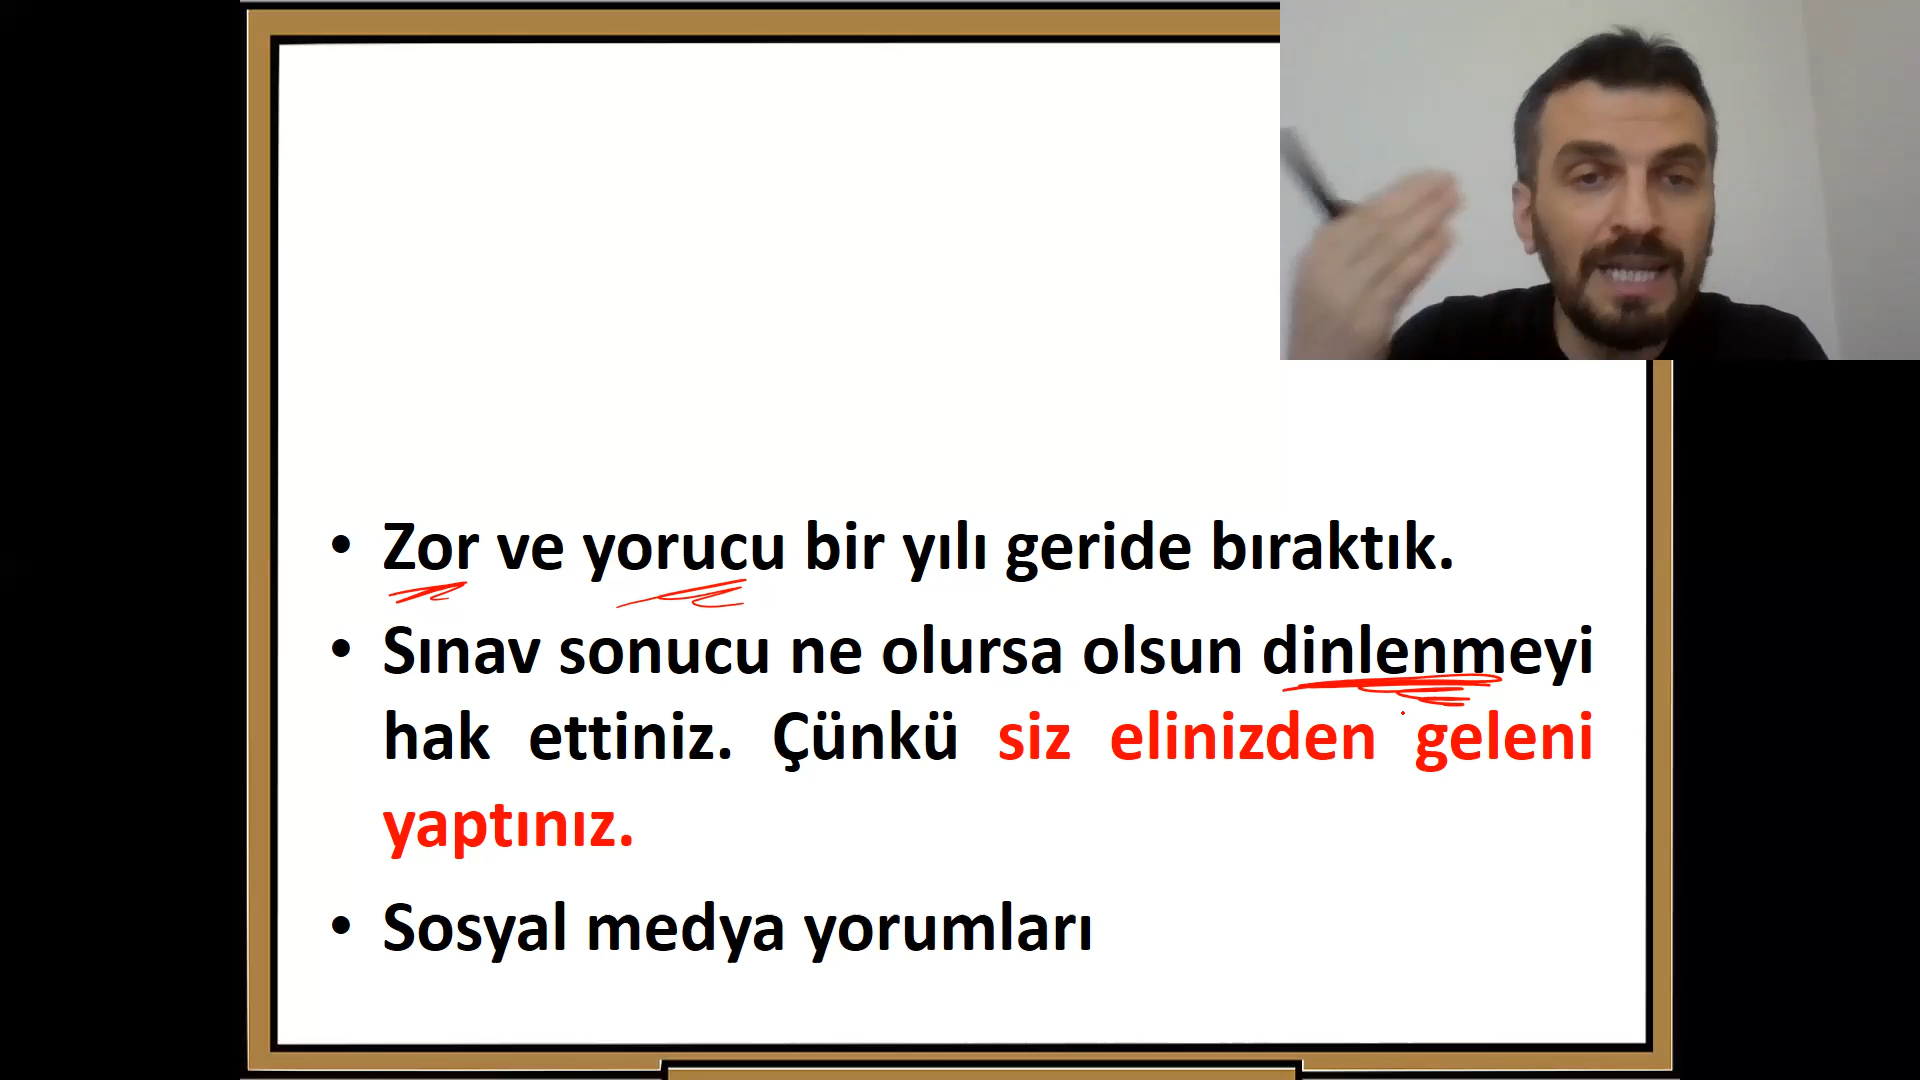 • Zor ve yorucu bir yılı geride bıraktık.
• Sınav sonucu ne olursa olsun dinlenmeyi
hak ettiniz. Çünkü siz elinizden geleni
yaptınız.
• Sosyal medya yorumları